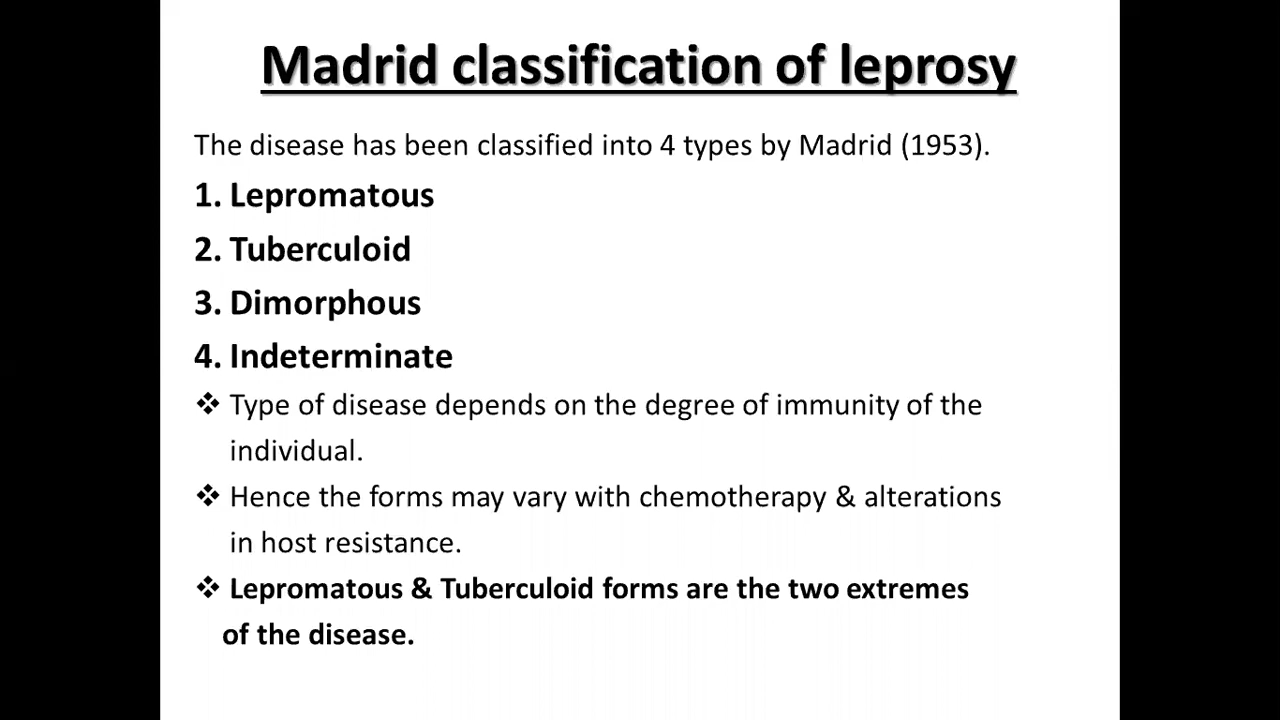 Madrid classification of leprosy
The disease has been classified into 4 types by Madrid (1953).
1. Lepromatous
2. Tuberculoid
3. Dimorphous
4. Indeterminate
❖ Type of disease depends on the degree of immunity of the
individual.
❖ Hence the forms may vary with chemotherapy & alterations
in host resistance.
❖ Lepromatous & Tuberculoid forms are the two extremes
of the disease.